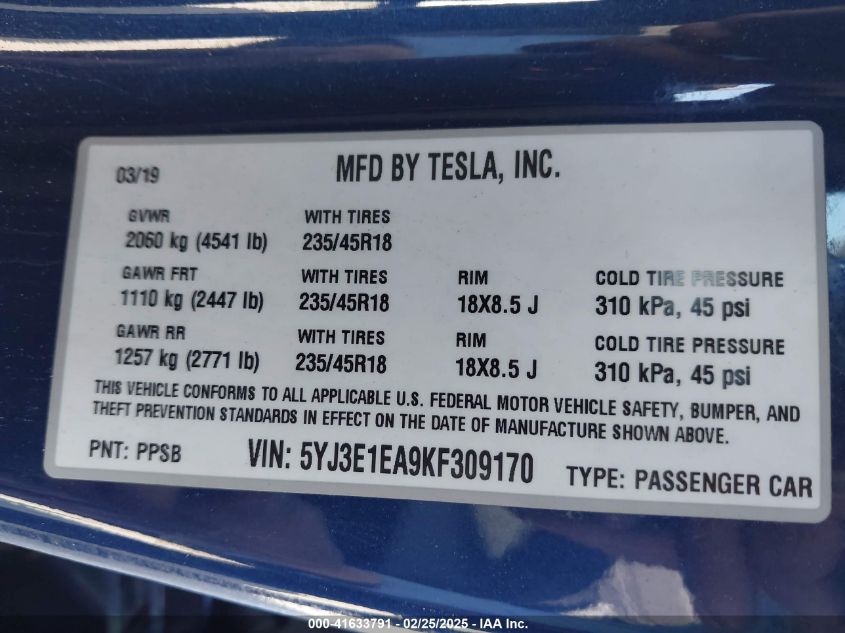 03/19 MFD BY TESLA, INC.
GVWR WITH TIRES
2060 kg (4541 lb) 235/45R18
GAWR FRT WITH TIRES RIM COLD TIRE PRESSURE
1110 kg (2447 lb) 235/45R18 18X8.5 J 310 kPa, 45 psi
GAWR RR WITH TIRES RIM COLD TIRE PRESSURE
1257 kg (2771 lb) 235/45R18 18X8.5 J 310 kPa, 45 psi
THIS VEHICLE CONFORMS TO ALL APPLICABLE U.S. FEDERAL MOTOR VEHICLE SAFETY, BUMPER, AND
THEFT PREVENTION STANDARDS IN EFFECT ON THE DATE OF MANUFACTURE SHOWN ABOVE.
PNT: PPSB VIN: 5YJ3E1EA9KF309170 TYPE: PASSENGER CAR
00-41633791 - 02/25/2025 - IAA Inc.